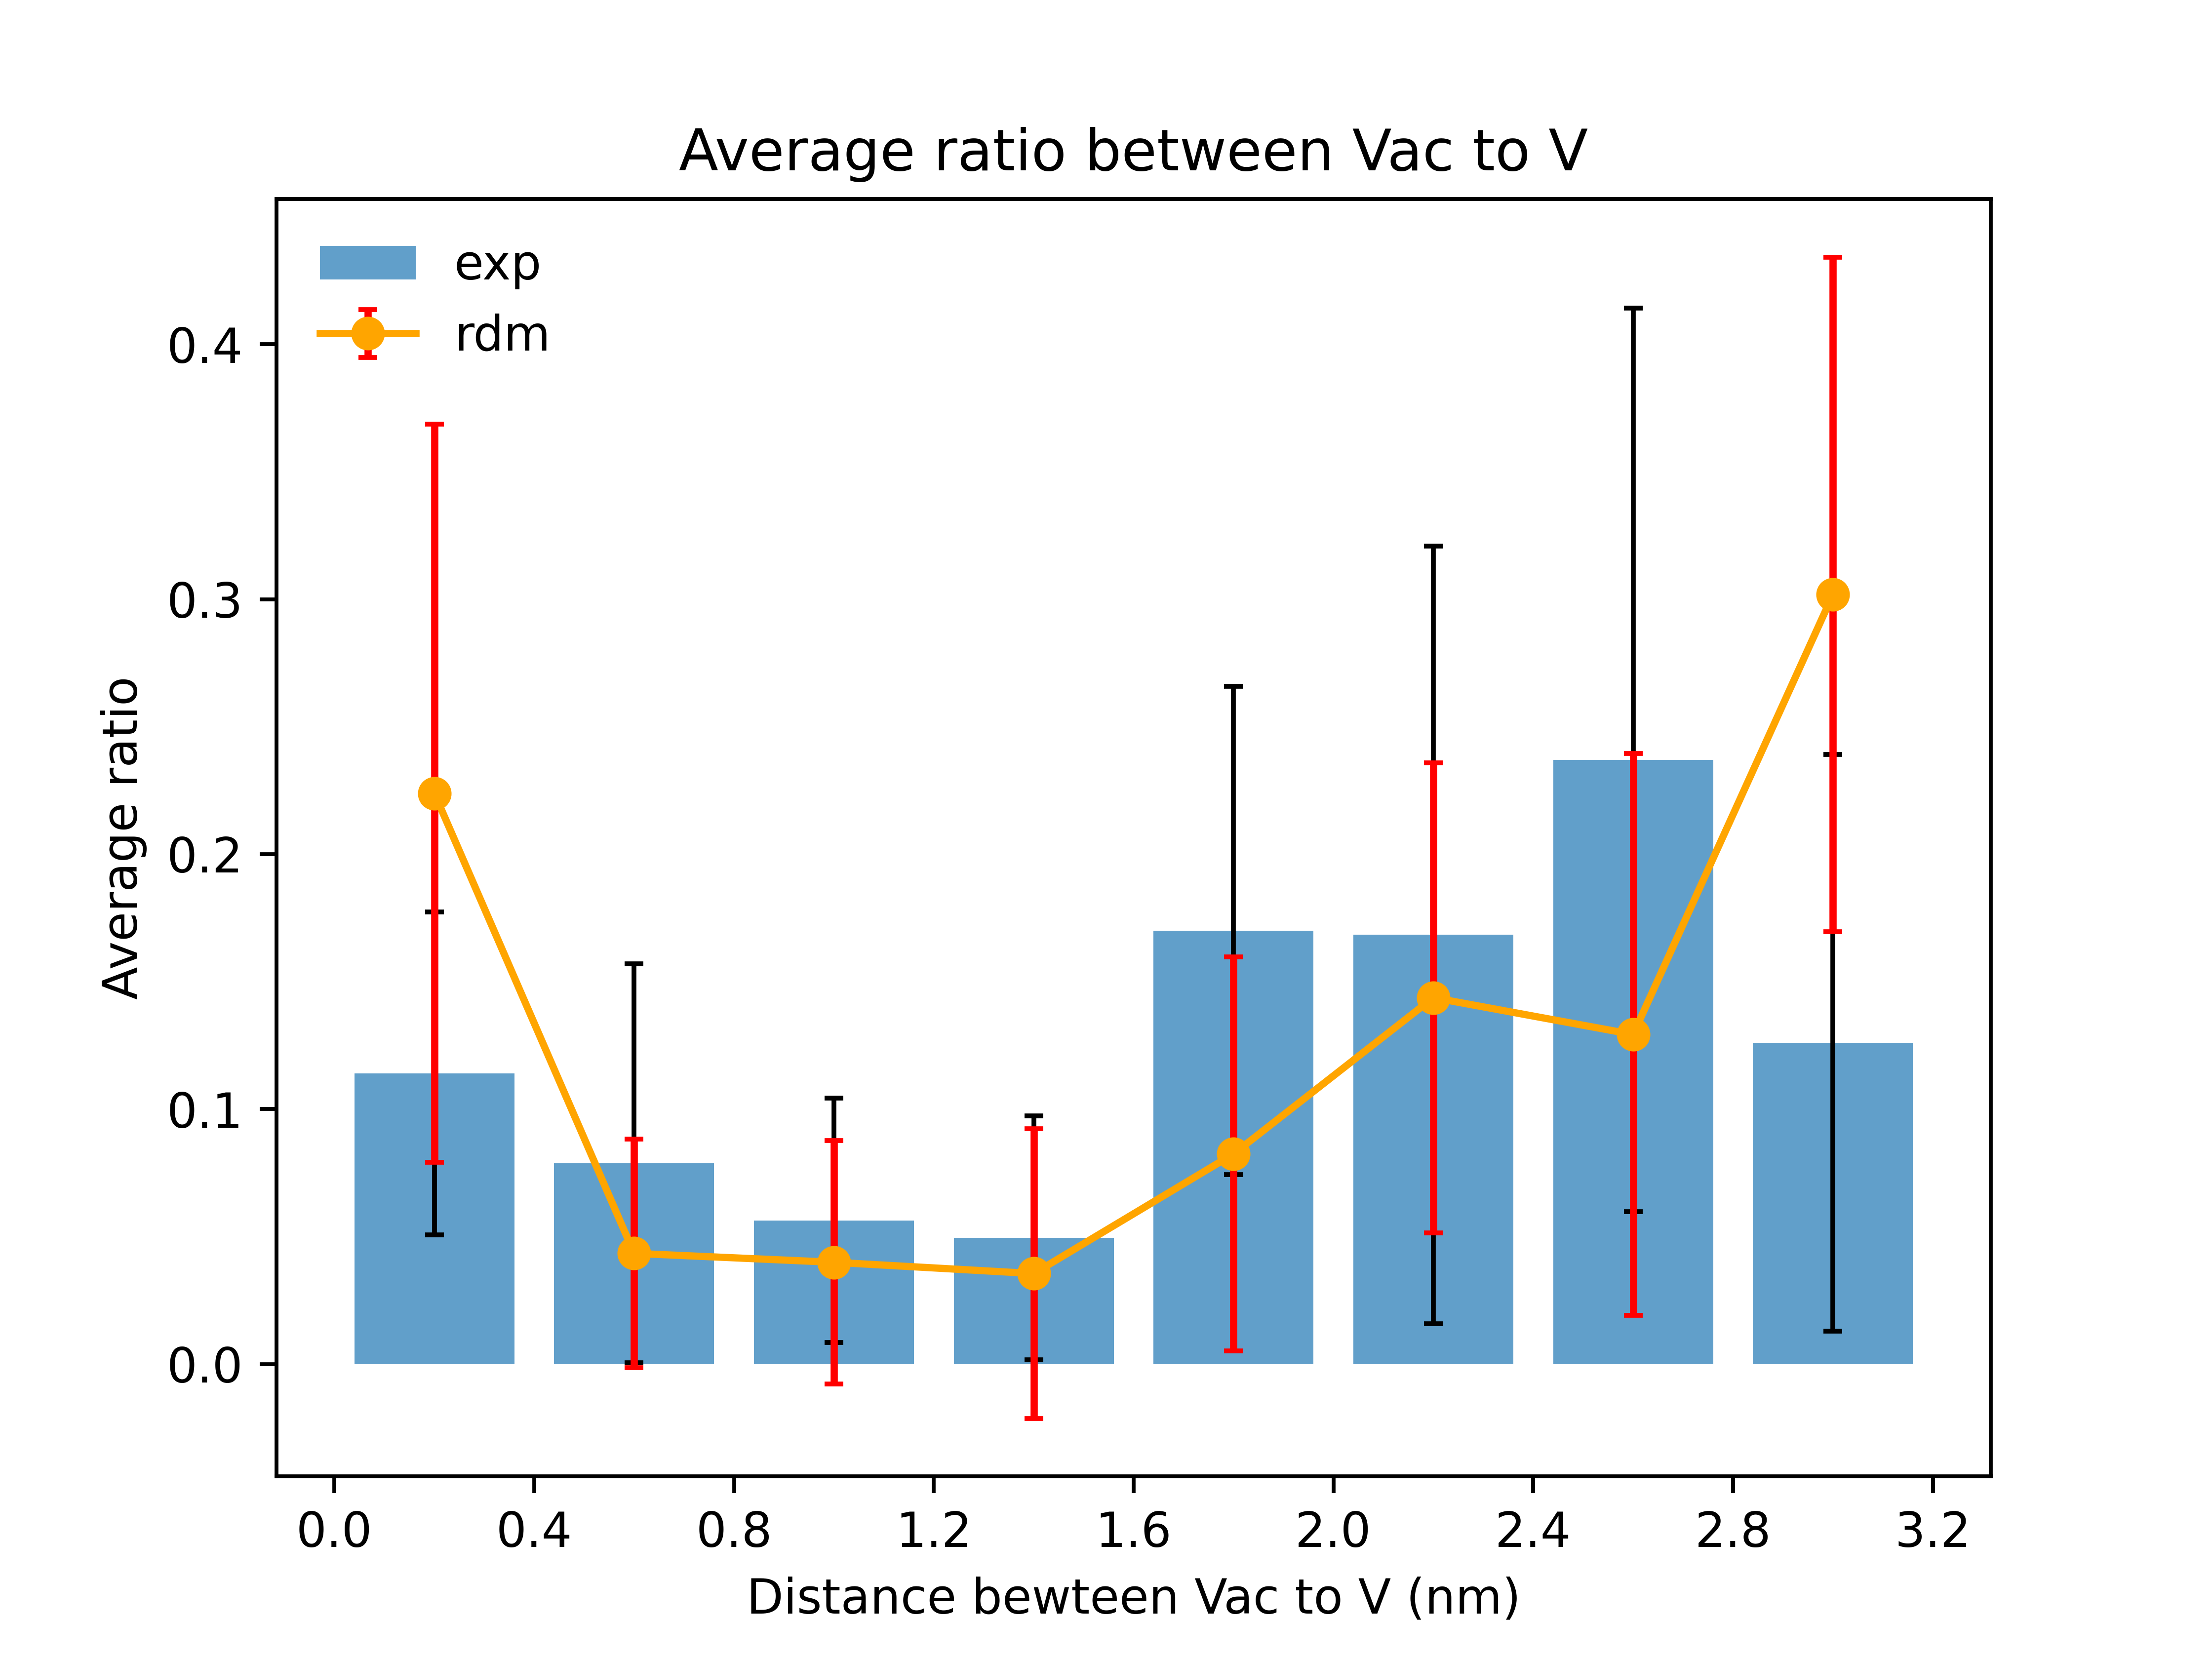 Average ratio between Vac to V
exp
rdm
Average ratio
0.4
0.3
0.2
0.1
0.0
0.0 0.4 0.8 1.2 1.6 2.0 2.4 2.8 3.2
Distance bewteen Vac to V (nm)